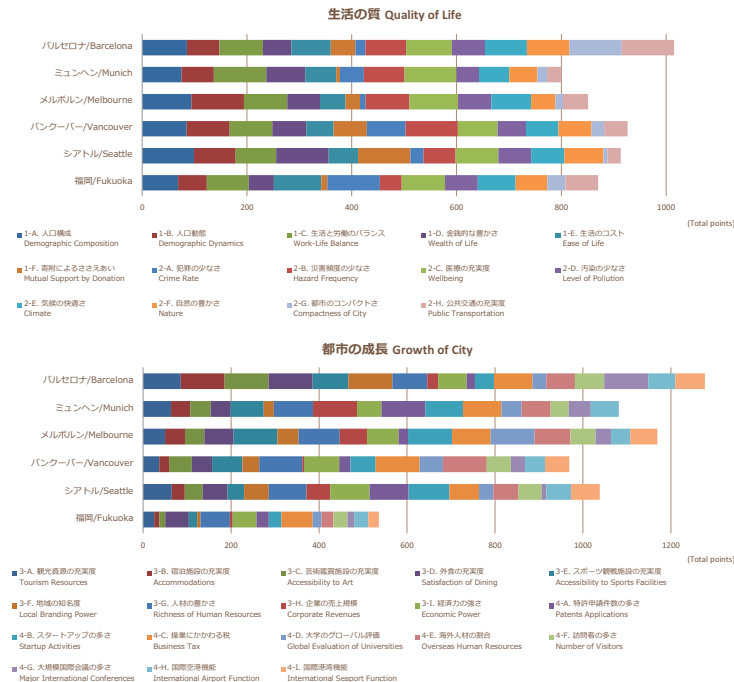 生活の質 Quality of Life
バルセロナ/Barcelona
ミュンヘン/Munich
メルボルン/Melbourne
バンクーバー/Vancouver
シアトル/Seattle
福岡/Fukuoka
0 200 400 600 800 1000
(Total points)
1-A. 人口構成
Demographic Composition
1-B. 人口動態
Demographic Dynamics
1-C. 生活と労働のバランス
Work-Life Balance
1-D. 金銭的な豊かさ
Wealth of Life
1-E. 生活のコスト
Ease of Life
1-F. 寄附によるささえあい
Mutual Support by Donation
2-A. 犯罪の少なさ
Crime Rate
2-B. 災害頻度の少なさ
Hazard Frequency
2-C. 医療の充実度
Wellbeing
2-D. 汚染の少なさ
Level of Pollution
2-E. 気候の快適さ
Climate
2-F. 自然の豊かさ
Nature
2-G. 都市のコンパクトさ
Compactness of City
2-H. 公共交通の充実度
Public Transportation
都市の成長 Growth of City
バルセロナ/Barcelona
ミュンヘン/Munich
メルボルン/Melbourne
バンクーバー/Vancouver
シアトル/Seattle
福岡/Fukuoka
0 200 400 600 800 1000 1200
(Total points)
3-A. 観光資源の充実度
Tourism Resources
3-B. 宿泊施設の充実度
Accommodations
3-C. 芸術鑑賞施設の充実度
Accessibility to Art
3-D. 外食の充実度
Satisfaction of Dining
3-E. スポーツ観戦施設の充実度
Accessibility to Sports Facilities
3-F. 地域の知名度
Local Branding Power
3-G. 人材の豊かさ
Richness of Human Resources
3-H. 企業の売上規模
Corporate Revenues
3-I. 経済力の強さ
Economic Power
4-A. 特許申請件数の多さ
Patents Applications
4-B. スタートアップの多さ
Startup Activities
4-C. 操業にかかわる税
Business Tax
4-D. 大学のグローバル評価
Global Evaluation of Universities
4-E. 海外人材の割合
Overseas Human Resources
4-F. 訪問者の多さ
Number of Visitors
4-G. 大規模国際会議の多さ
Major International Conferences
4-H. 国際空港機能
International Airport Function
4-I. 国際港湾機能
International Seaport Function